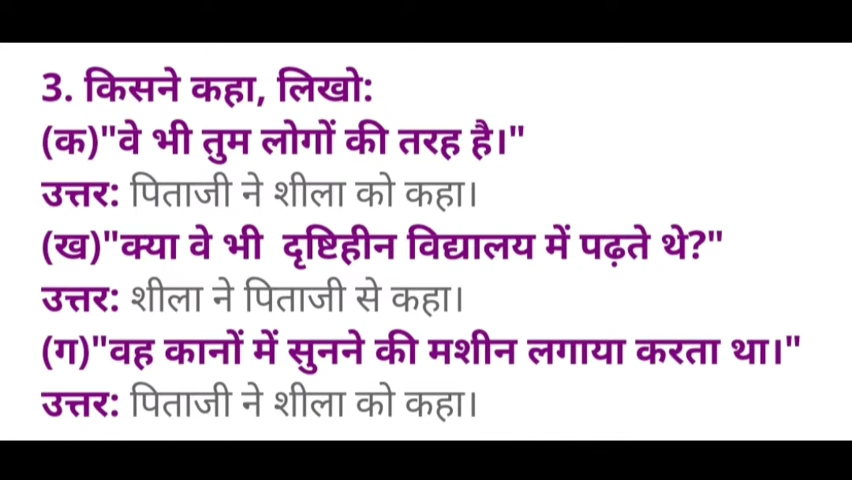 3. किसने कहा, लिखो:
(क)"वे भी तुम लोगों की तरह है।"
उत्तर: पिताजी ने शीला को कहा।
(ख)"क्या वे भी दृष्टिहीन विद्यालय में पढ़ते थे?"
उत्तर: शीला ने पिताजी से कहा।
(ग)"वह कानों में सुनने की मशीन लगाया करता था।"
उत्तर: पिताजी ने शीला को कहा।